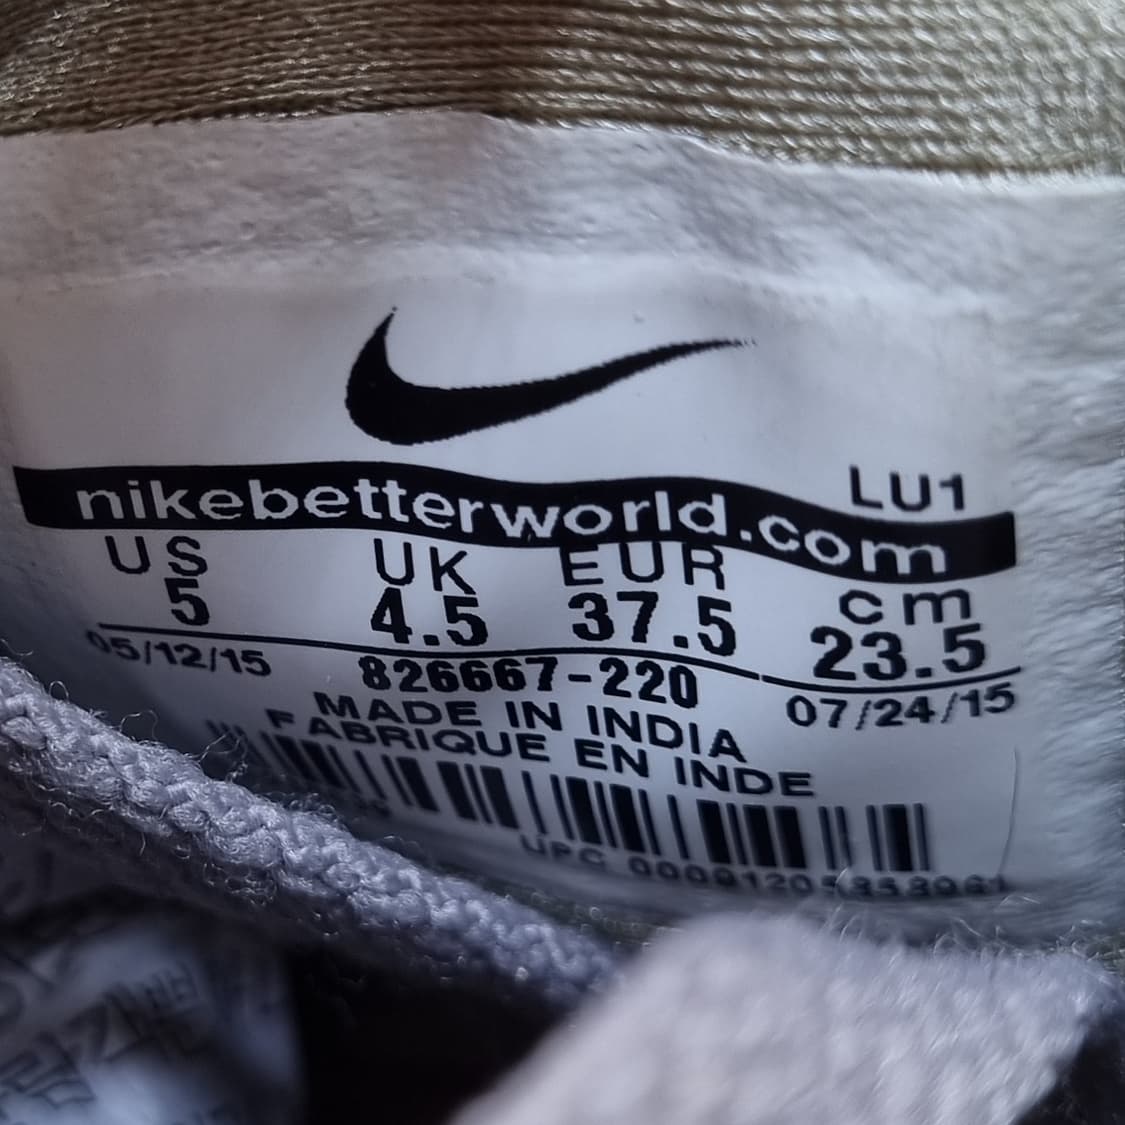 LU1
nikebetterworld.com
US UK EUR cm
5 4.5 37.5 23.5
05/12/15 826667-220 07/24/15
MADE IN INDIA
FABRIQUE EN INDE
UPC